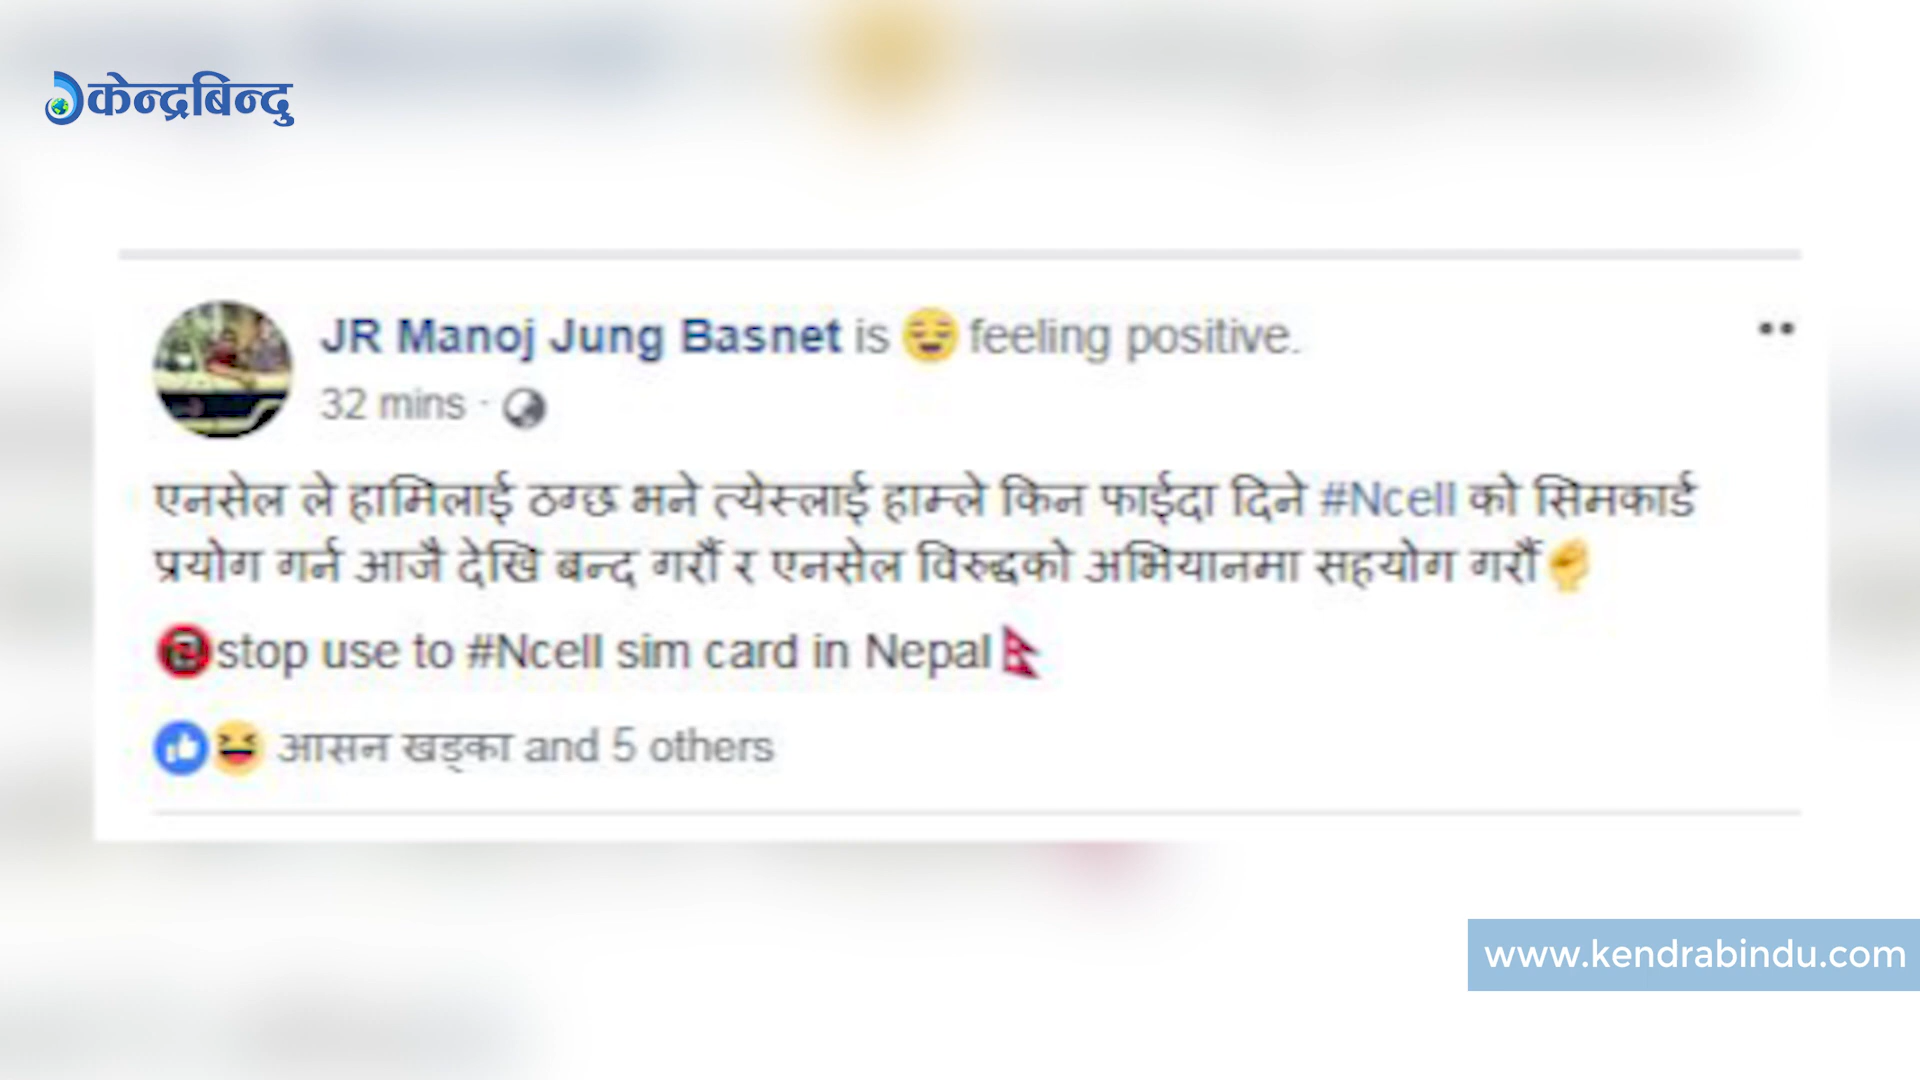 केन्द्रबिन्दु
JR Manoj Jung Basnet is 😌 feeling positive.
32 mins ·
एनसेल ले हामिलाई ठग्छ भने त्येस्लाई हाम्ले किन फाईदा दिने #Ncell को सिमकार्ड
प्रयोग गर्न आजै देखि बन्द गरौं र एनसेल विरुद्धको अभियानमा सहयोग गरौं✊
📵stop use to #Ncell sim card in Nepal🇳🇵
आसन खड्का and 5 others
www.kendrabindu.com